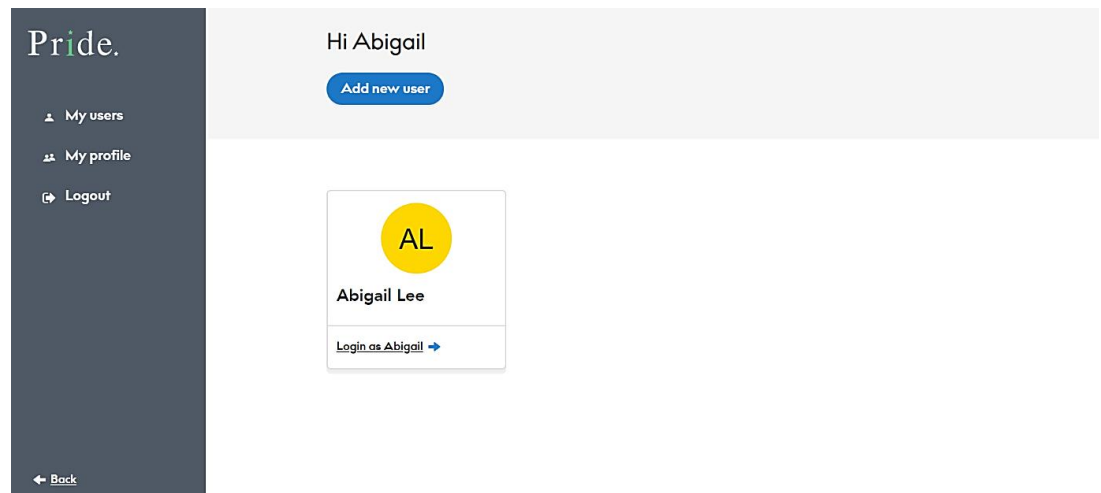 Pride.
My users
My profile
Logout
Back
Hi Abigail
Add new user
AL
Abigail Lee
Login as Abigail